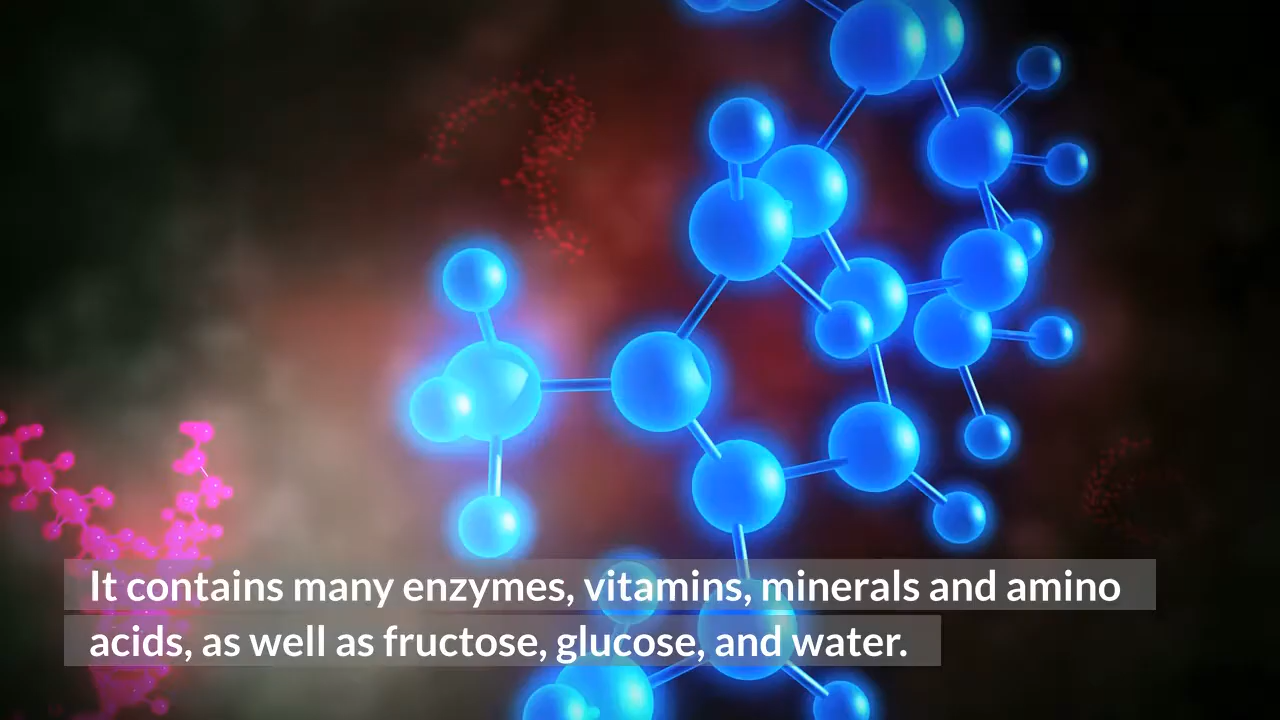 It contains many enzymes, vitamins, minerals and amino
acids, as well as fructose, glucose, and water.